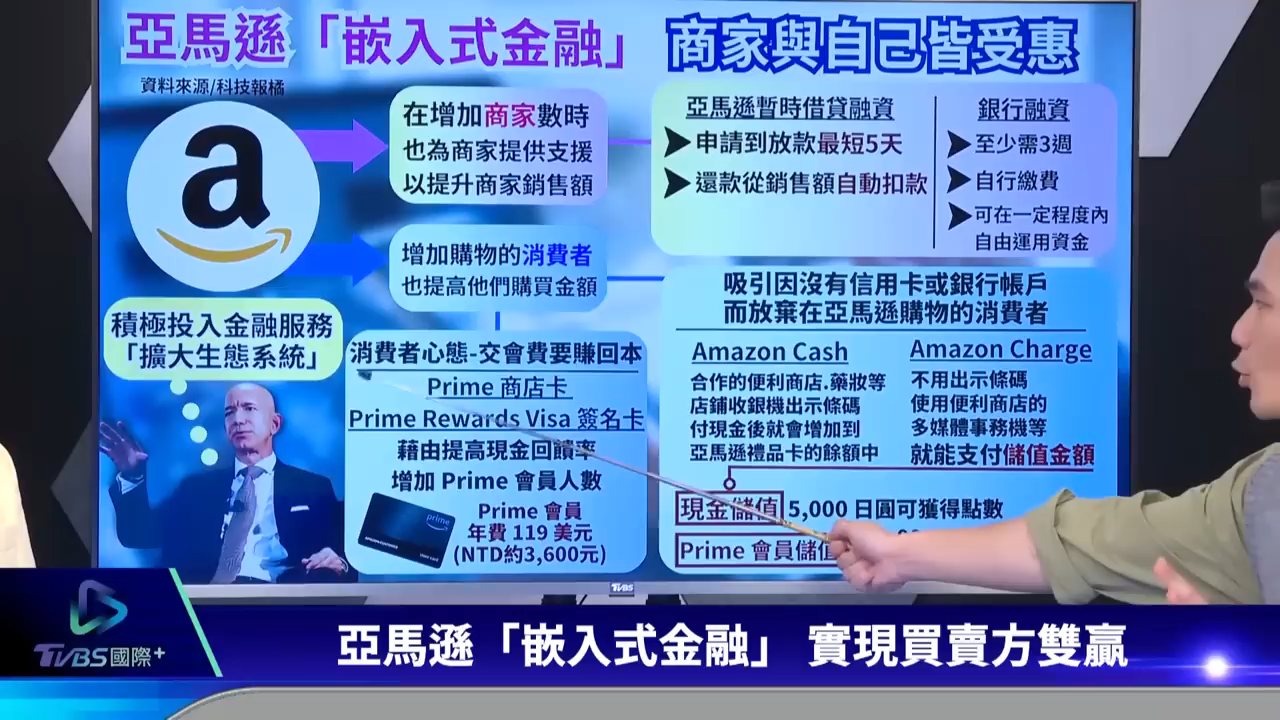 亞馬遜「嵌入式金融」 商家與自己皆受惠
資料來源/科技報橘
a
在增加商家數時
也為商家提供支援
以提升商家銷售額
亞馬遜暫時借貸融資
申請到放款最短5天
還款從銷售額自動扣款
銀行融資
至少需3週
自行繳費
可在一定程度內
自由運用資金
增加購物的消費者
也提高他們購買金額
積極投入金融服務
「擴大生態系統」
消費者心態-交會費要賺回本
Prime 商店卡
Prime Rewards Visa 簽名卡
藉由提高現金回饋率
增加 Prime 會員人數
prime
Prime 會員
年費 119 美元
(NTD約3,600元)
吸引因沒有信用卡或銀行帳戶
而放棄在亞馬遜購物的消費者
Amazon Cash
合作的便利商店.藥妝等
店鋪收銀機出示條碼
付現金後就會增加到
亞馬遜禮品卡的餘額中
Amazon Charge
不用出示條碼
使用便利商店的
多媒體事務機等
就能支付儲值金額
現金儲值 5,000 日圓可獲得點數
Prime 會員儲值
TVBS
TVBS國際+
亞馬遜「嵌入式金融」 實現買賣方雙贏